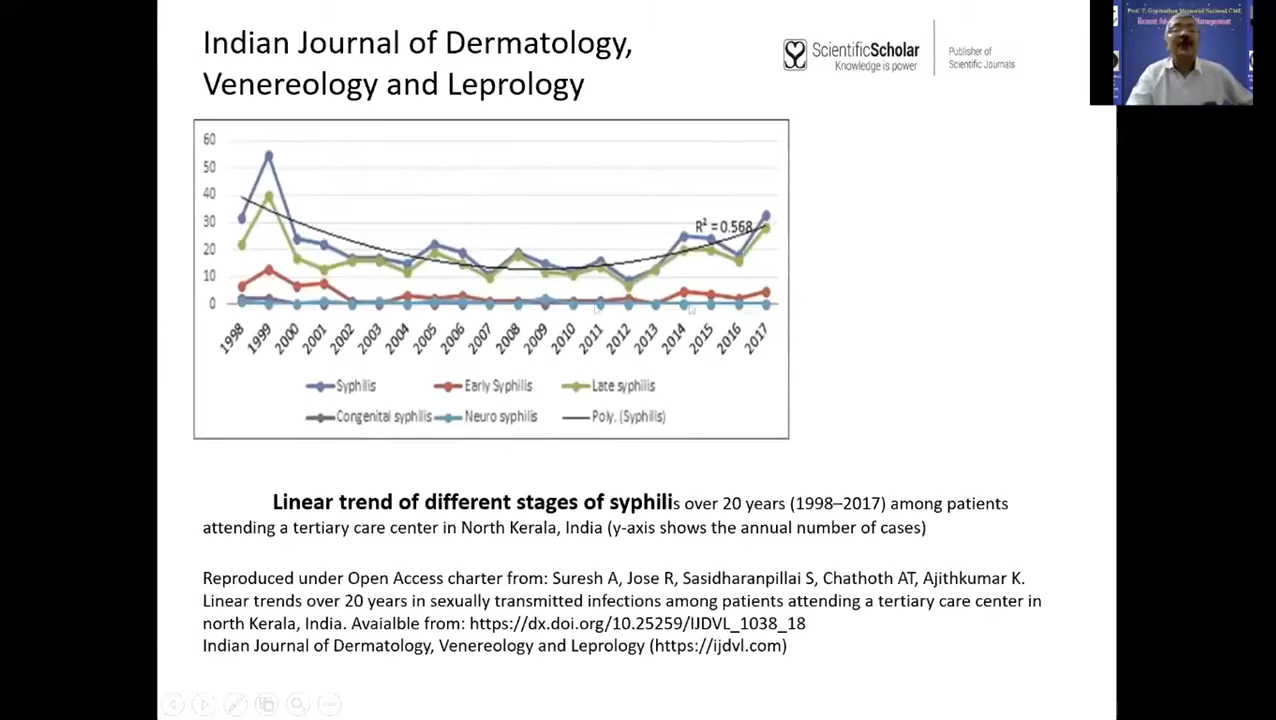 Indian Journal of Dermatology,
Venereology and Leprology
ScientificScholar
Knowledge is power
Publisher of
Scientific Journals
Prof. T. Gopinathan Memorial National CME
60
50
40
30
20
10
0
R² = 0.568
1998
1999
2000
2001
2002
2003
2004
2005
2006
2007
2008
2009
2010
2011
2012
2013
2014
2015
2016
2017
Syphilis
Early Syphilis
Late syphilis
Congenital syphilis
Neuro syphilis
Poly. (Syphilis)
Linear trend of different stages of syphilis over 20 years (1998–2017) among patients
attending a tertiary care center in North Kerala, India (y-axis shows the annual number of cases)
Reproduced under Open Access charter from: Suresh A, Jose R, Sasidharanpillai S, Chathoth AT, Ajithkumar K.
Linear trends over 20 years in sexually transmitted infections among patients attending a tertiary care center in
north Kerala, India. Avaialble from: https://dx.doi.org/10.25259/IJDVL_1038_18
Indian Journal of Dermatology, Venereology and Leprology (https://ijdvl.com)